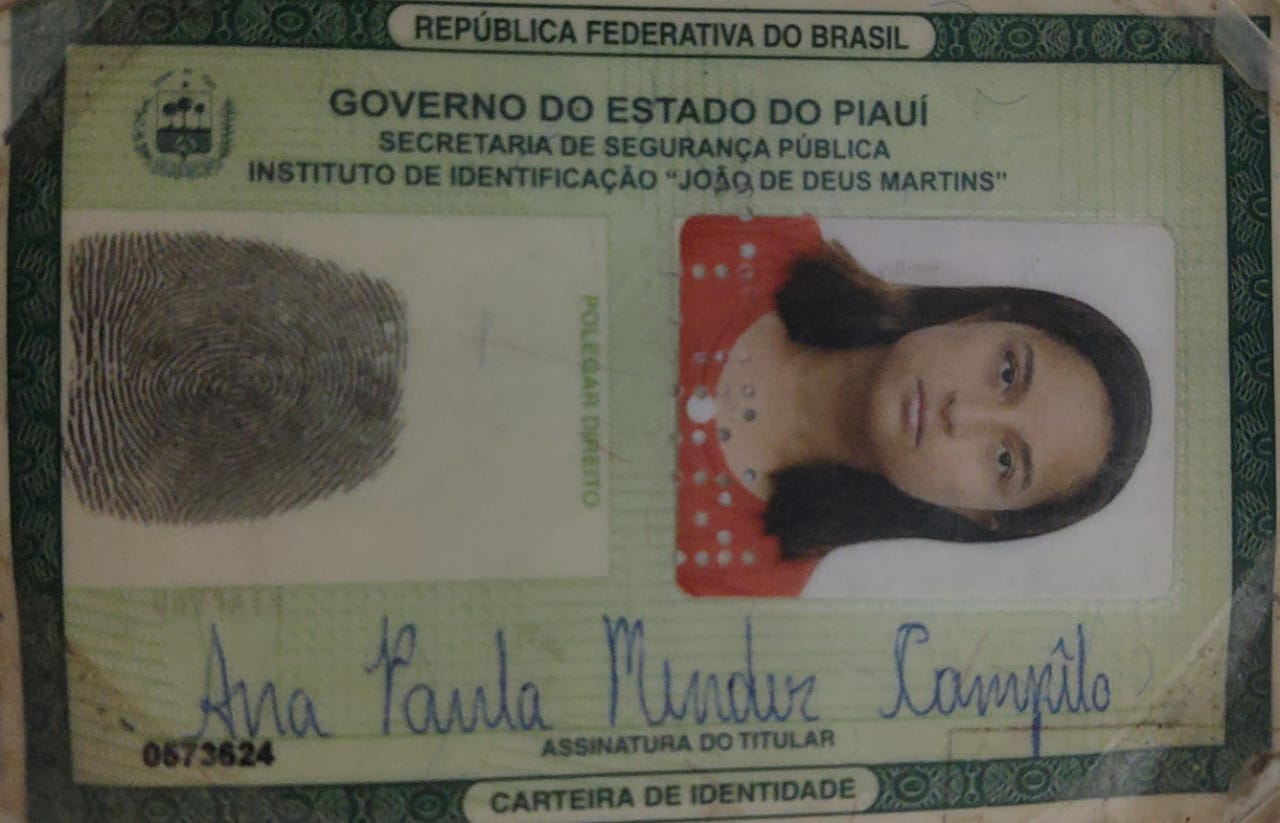 REPÚBLICA FEDERATIVA DO BRASIL
GOVERNO DO ESTADO DO PIAUÍ
SECRETARIA DE SEGURANÇA PÚBLICA
INSTITUTO DE IDENTIFICAÇÃO "JOÃO DE DEUS MARTINS"
POLEGAR DIREITO
Ana Paula Mendes
0573624
ASSINATURA DO TITULAR
CARTEIRA DE IDENTIDADE